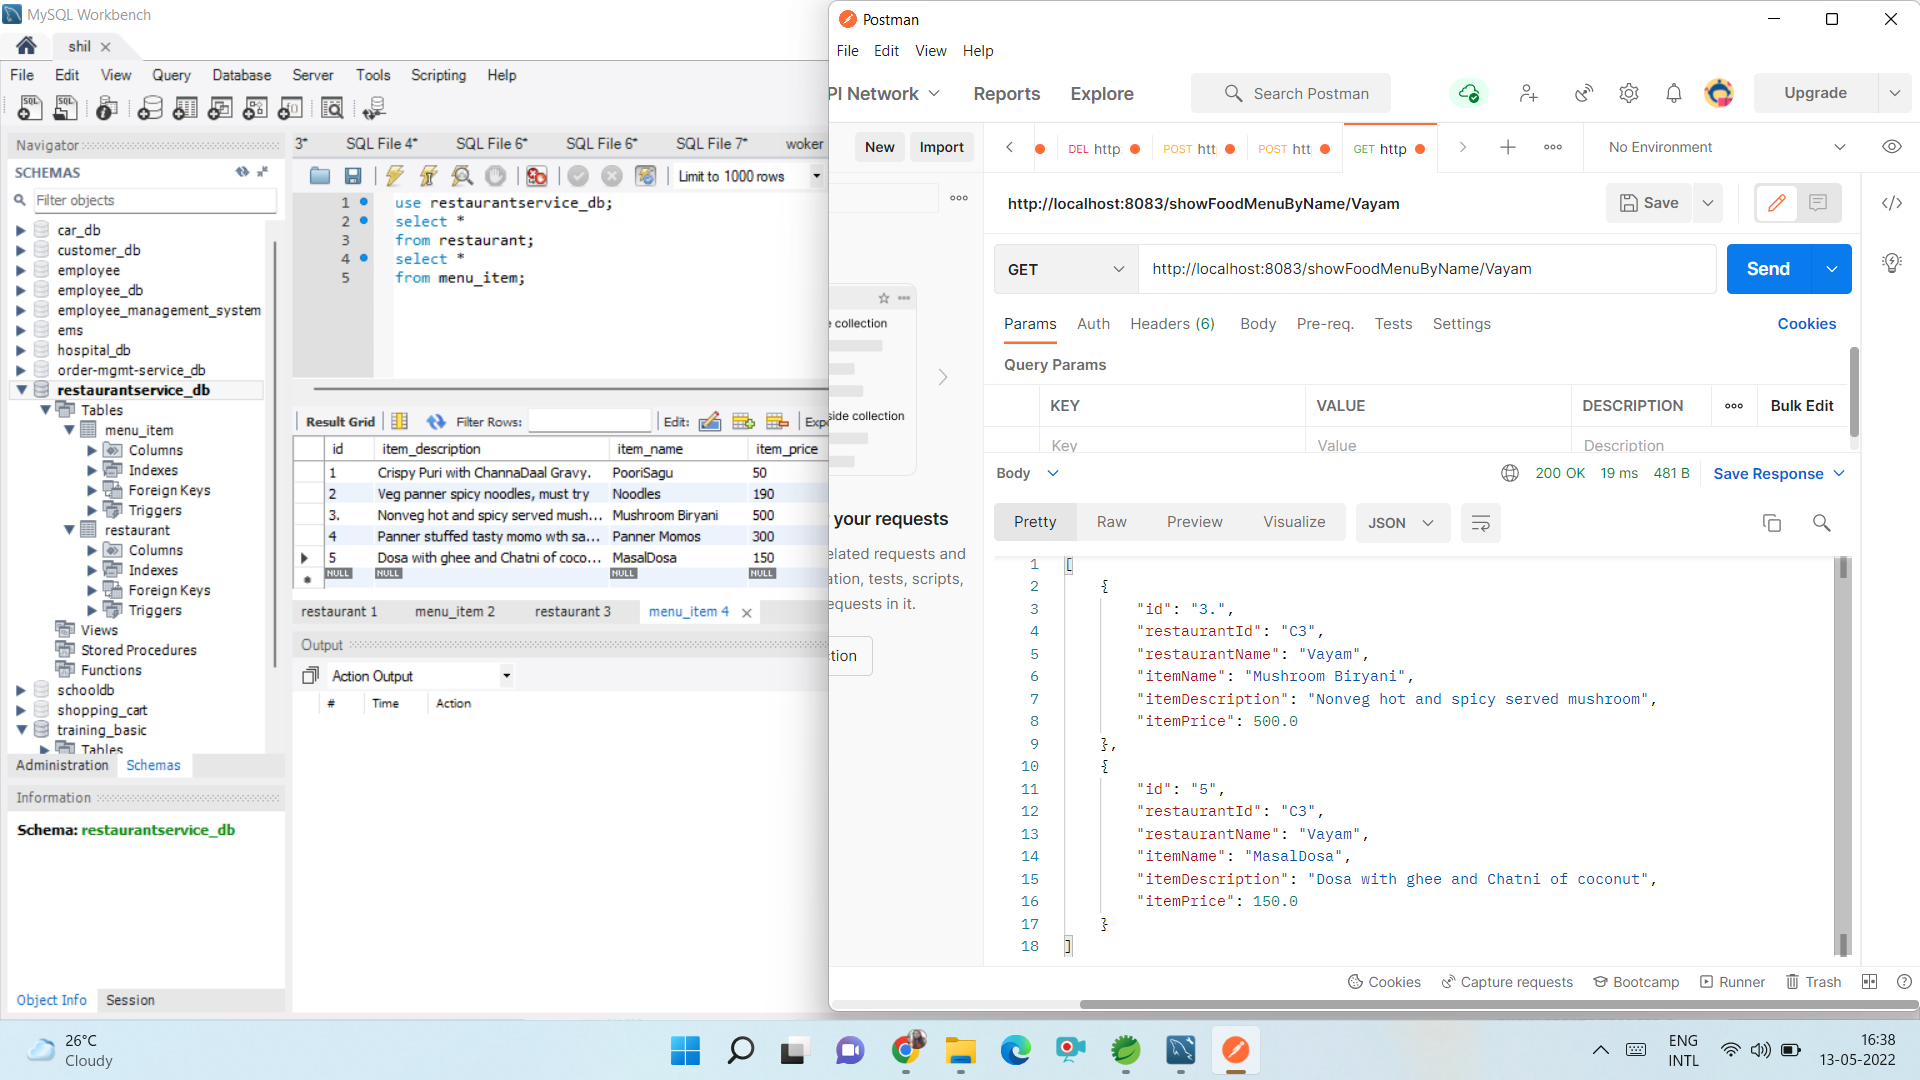 MySQL Workbench
shil
File Edit View Query Database Server Tools Scripting Help
Navigator
SCHEMAS
Filter objects
car_db
customer_db
employee
employee_db
employee_management_system
ems
hospital_db
order-mgmt-service_db
restaurantservice_db
Tables
menu_item
Columns
Indexes
Foreign Keys
Triggers
restaurant
Columns
Indexes
Foreign Keys
Triggers
Views
Stored Procedures
Functions
schooldb
shopping_cart
training_basic
Tables
Administration Schemas
Information
Schema: restaurantservice_db
Object Info Session
3* SQL File 4* SQL File 6* SQL File 6* SQL File 7* woker
Limit to 1000 rows
1 use restaurantservice_db;
2 select *
3 from restaurant;
4 select *
5 from menu_item;
Result Grid Filter Rows: Edit: Expo
id item_description item_name item_price
1 Crispy Puri with ChannaDaal Gravy. PooriSagu 50
2 Veg panner spicy noodles, must try Noodles 190
3. Nonveg hot and spicy served mush... Mushroom Biryani 500
4 Panner stuffed tasty momo wth sa... Panner Momos 300
5 Dosa with ghee and Chatni of coco... MasalDosa 150
NULL NULL NULL NULL
restaurant 1 menu_item 2 restaurant 3 menu_item 4
Output
Action Output
# Time Action
Postman
File Edit View Help
PI Network Reports Explore Search Postman Upgrade
New Import DEL http POST htt POST htt GET http No Environment
http://localhost:8083/showFoodMenuByName/Vayam Save
GET http://localhost:8083/showFoodMenuByName/Vayam Send
Params Auth Headers (6) Body Pre-req. Tests Settings Cookies
Query Params
KEY VALUE DESCRIPTION Bulk Edit
Key Value Description
e collection
side collection
your requests
elated requests and
ation, tests, scripts,
equests in it.
ction
Body 200 OK 19 ms 481 B Save Response
Pretty Raw Preview Visualize JSON
1 [
2 {
3 "id": "3.",
4 "restaurantId": "C3",
5 "restaurantName": "Vayam",
6 "itemName": "Mushroom Biryani",
7 "itemDescription": "Nonveg hot and spicy served mushroom",
8 "itemPrice": 500.0
9 },
10 {
11 "id": "5",
12 "restaurantId": "C3",
13 "restaurantName": "Vayam",
14 "itemName": "MasalDosa",
15 "itemDescription": "Dosa with ghee and Chatni of coconut",
16 "itemPrice": 150.0
17 }
18 ]
Cookies Capture requests Bootcamp Runner Trash
26°C
Cloudy
ENG
INTL
16:38
13-05-2022